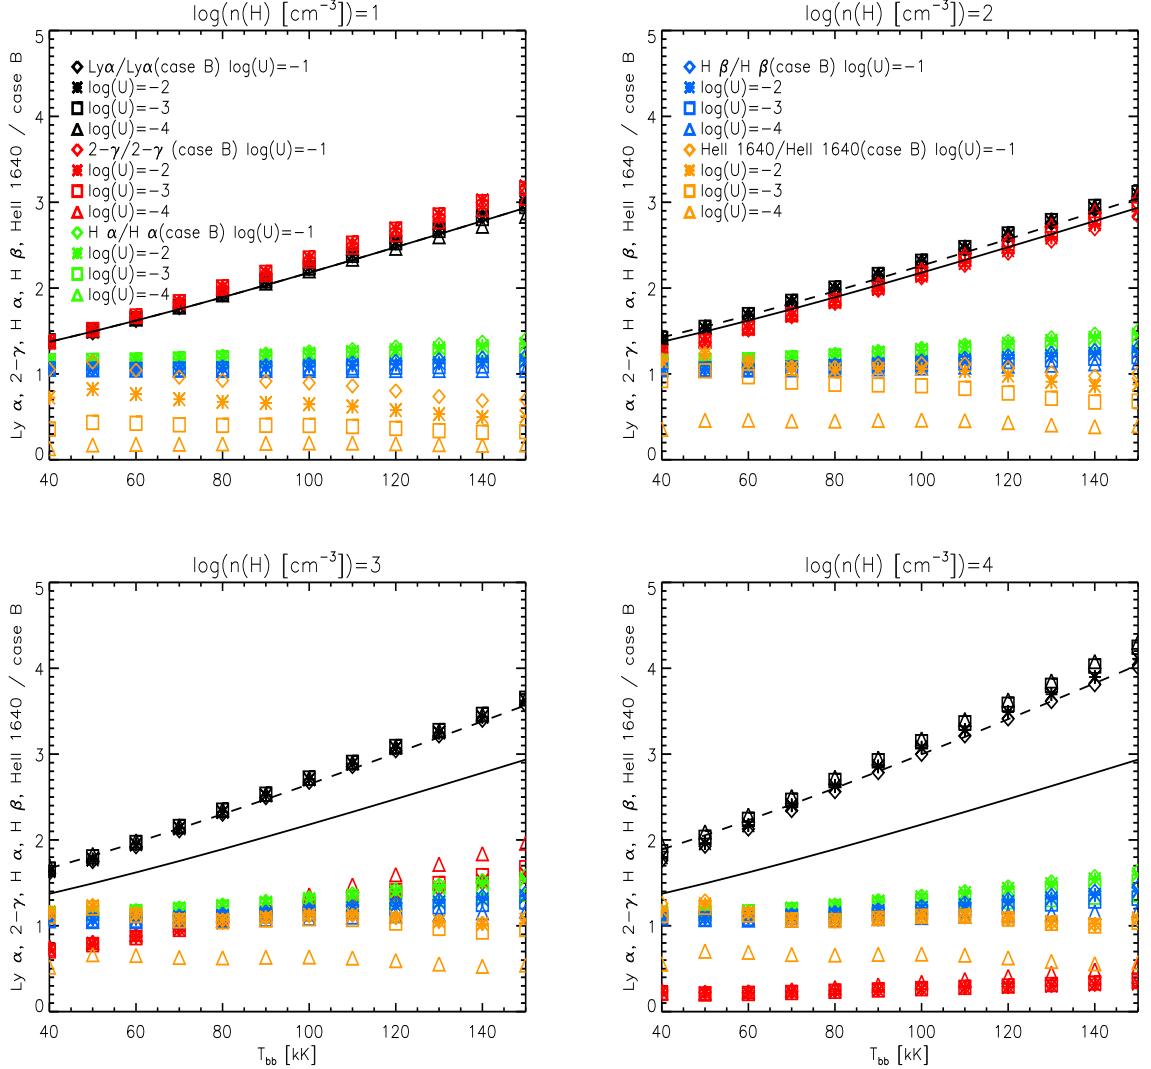 log(n(H) [cm−3])=1
Ly α, 2−γ, H α, H β, HeII 1640 / case B
5
4
3
2
1
0
Lyα/Lyα(case B) log(U)=−1
log(U)=−2
log(U)=−3
log(U)=−4
2−γ/2−γ (case B) log(U)=−1
log(U)=−2
log(U)=−3
log(U)=−4
H α/H α(case B) log(U)=−1
log(U)=−2
log(U)=−3
log(U)=−4
40 60 80 100 120 140
log(n(H) [cm−3])=2
Ly α, 2−γ, H α, H β, HeII 1640 / case B
5
4
3
2
1
0
H β/H β(case B) log(U)=−1
log(U)=−2
log(U)=−3
log(U)=−4
HeII 1640/HeII 1640(case B) log(U)=−1
log(U)=−2
log(U)=−3
log(U)=−4
40 60 80 100 120 140
log(n(H) [cm−3])=3
Ly α, 2−γ, H α, H β, HeII 1640 / case B
5
4
3
2
1
0
40 60 80 100 120 140
Tbb [kK]
log(n(H) [cm−3])=4
Ly α, 2−γ, H α, H β, HeII 1640 / case B
5
4
3
2
1
0
40 60 80 100 120 140
Tbb [kK]